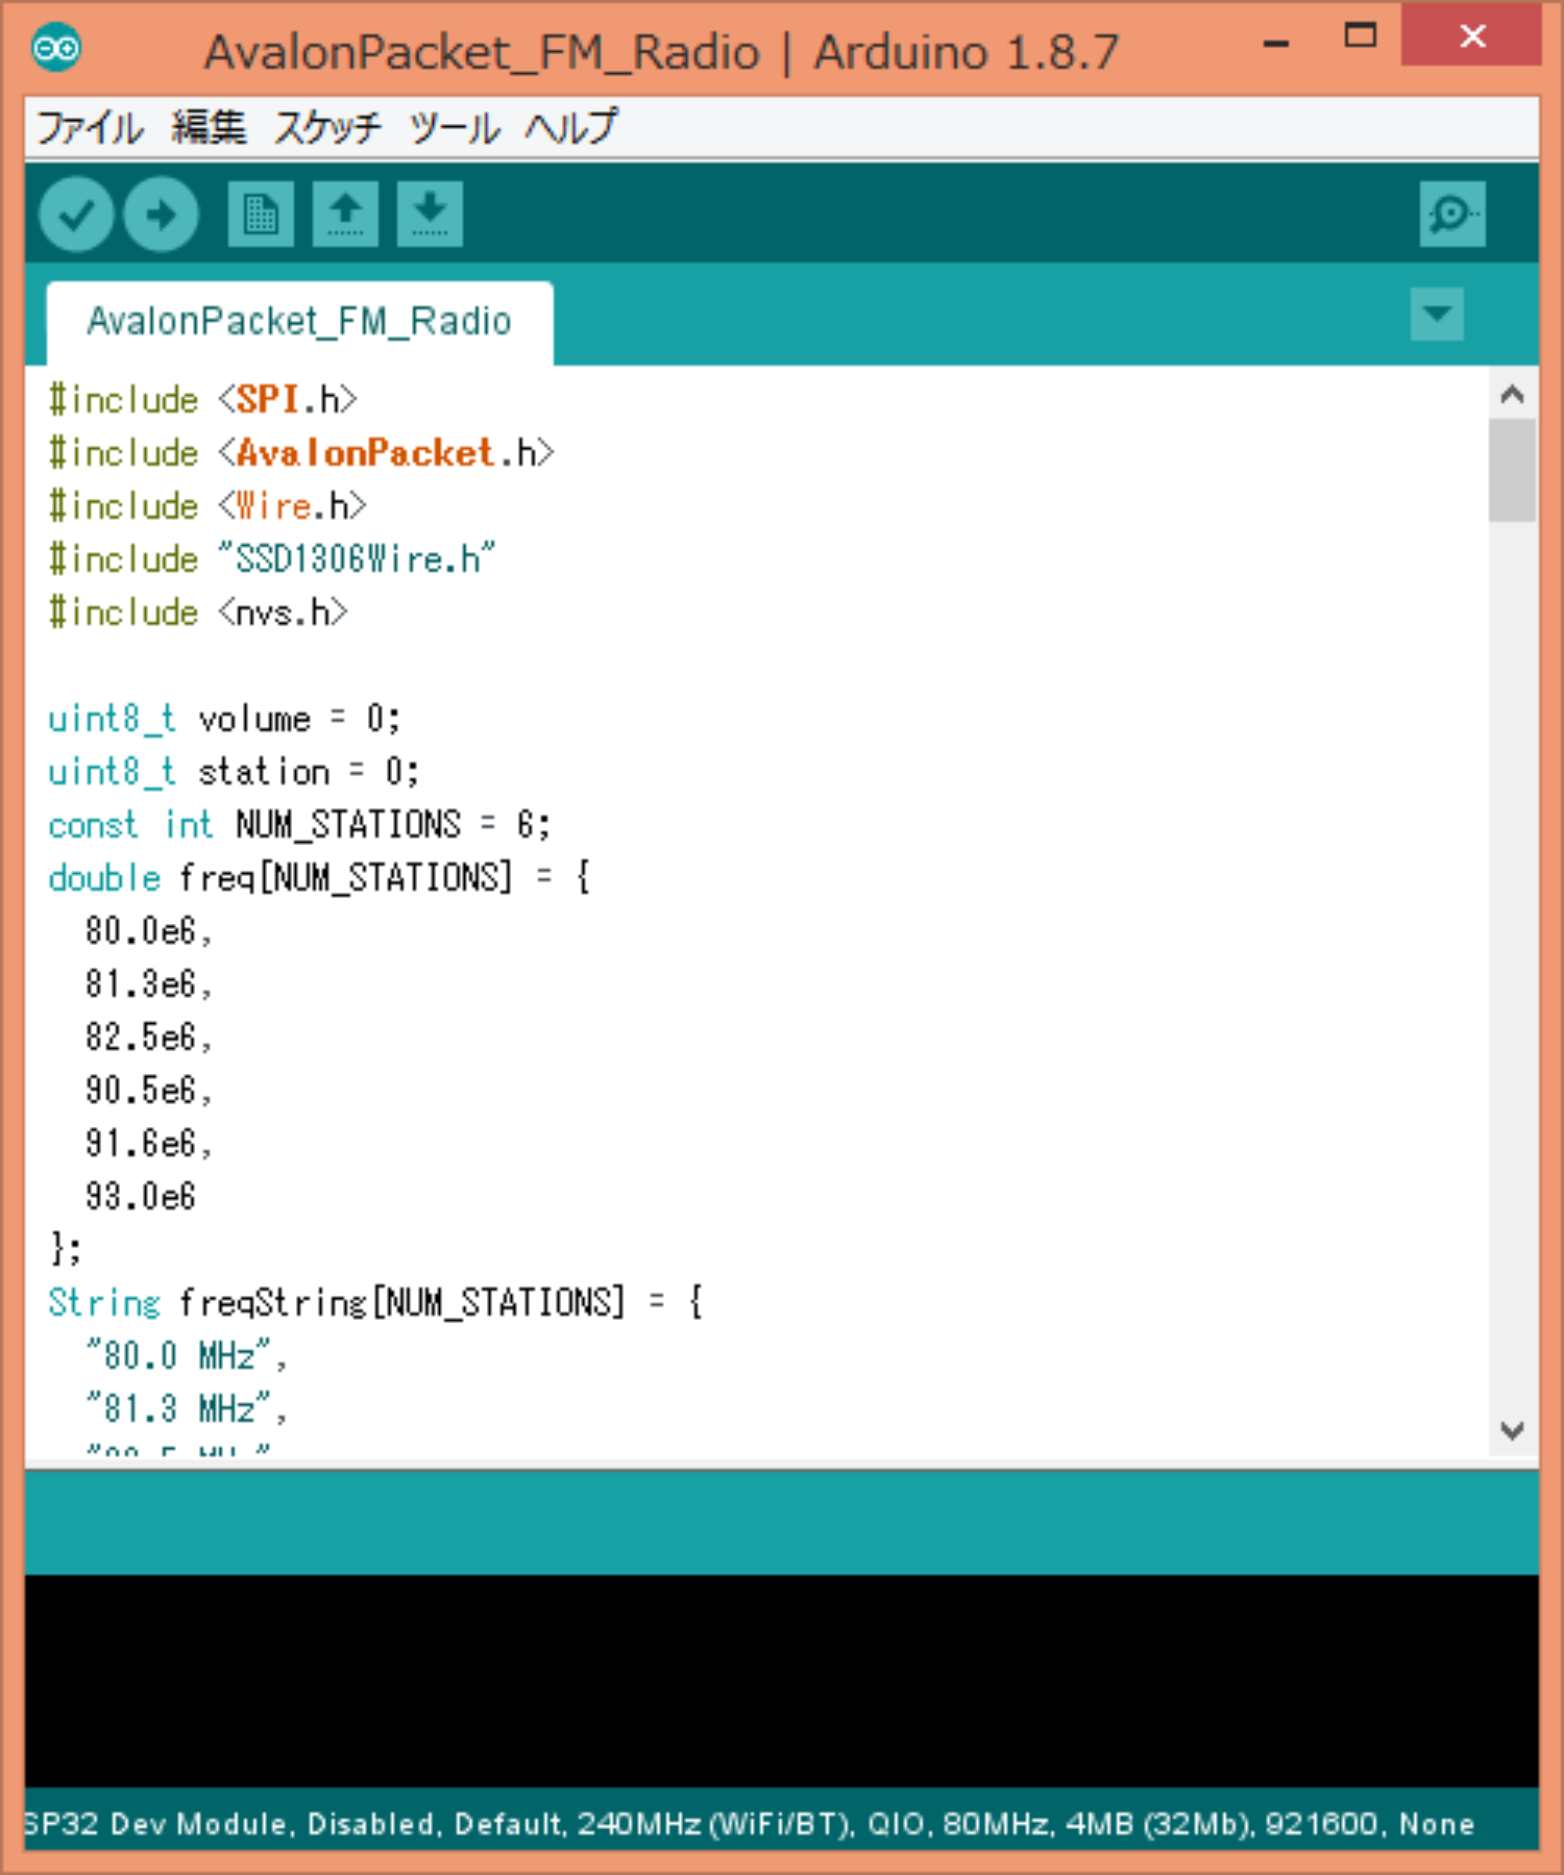 AvalonPacket_FM_Radio | Arduino 1.8.7
ファイル 編集 スケッチ ツール ヘルプ
AvalonPacket_FM_Radio
#include <SPI.h>
#include <AvalonPacket.h>
#include <Wire.h>
#include "SSD1306Wire.h"
#include <nvs.h>
uint8_t volume = 0;
uint8_t station = 0;
const int NUM_STATIONS = 6;
double freq[NUM_STATIONS] = {
80.0e6,
81.3e6,
82.5e6,
90.5e6,
91.6e6,
93.0e6
};
String freqString[NUM_STATIONS] = {
"80.0 MHz",
"81.3 MHz",
SP32 Dev Module, Disabled, Default, 240MHz (WiFi/BT), QIO, 80MHz, 4MB (32Mb), 921600, None